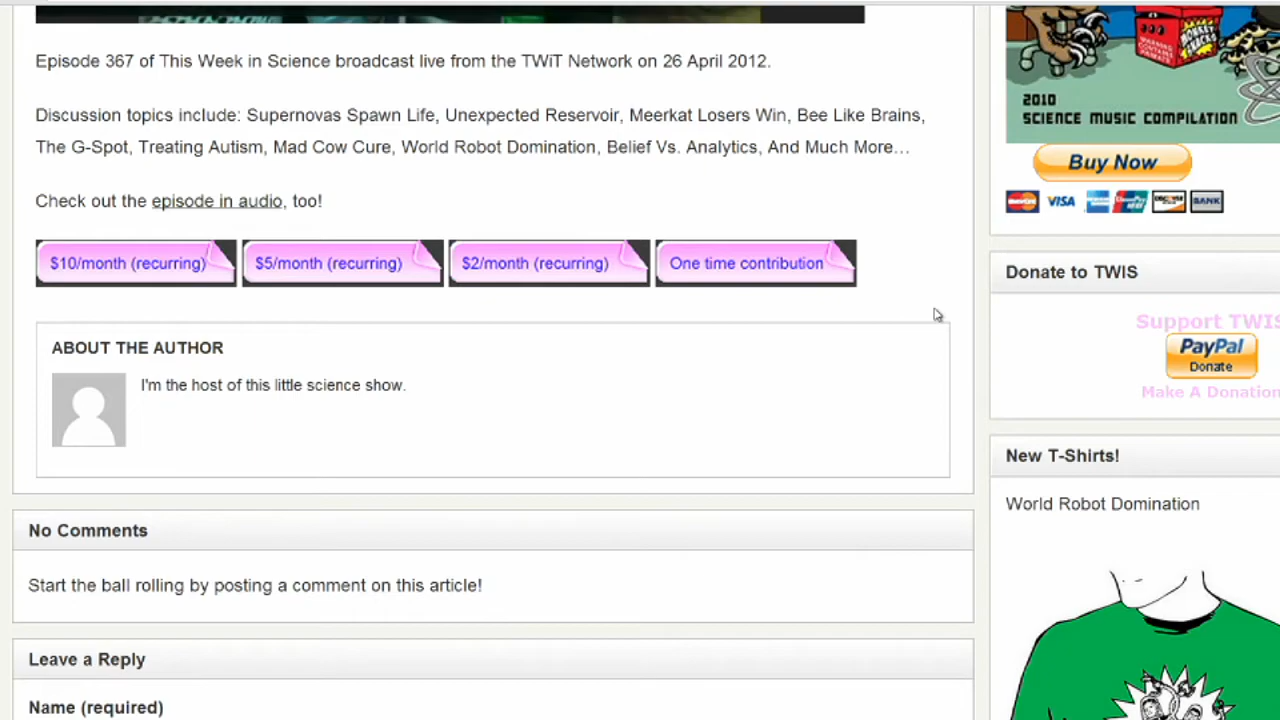 Episode 367 of This Week in Science broadcast live from the TWiT Network on 26 April 2012.
Discussion topics include: Supernovas Spawn Life, Unexpected Reservoir, Meerkat Losers Win, Bee Like Brains,
The G-Spot, Treating Autism, Mad Cow Cure, World Robot Domination, Belief Vs. Analytics, And Much More…
Check out the episode in audio, too!
$10/month (recurring)
$5/month (recurring)
$2/month (recurring)
One time contribution
ABOUT THE AUTHOR
I'm the host of this little science show.
No Comments
Start the ball rolling by posting a comment on this article!
Leave a Reply
Name (required)
2010
SCIENCE MUSIC COMPILATION
Buy Now
MasterCard
VISA
BANK
Donate to TWIS
Support TWIS
PayPal
Donate
Make A Donation
New T-Shirts!
World Robot Domination